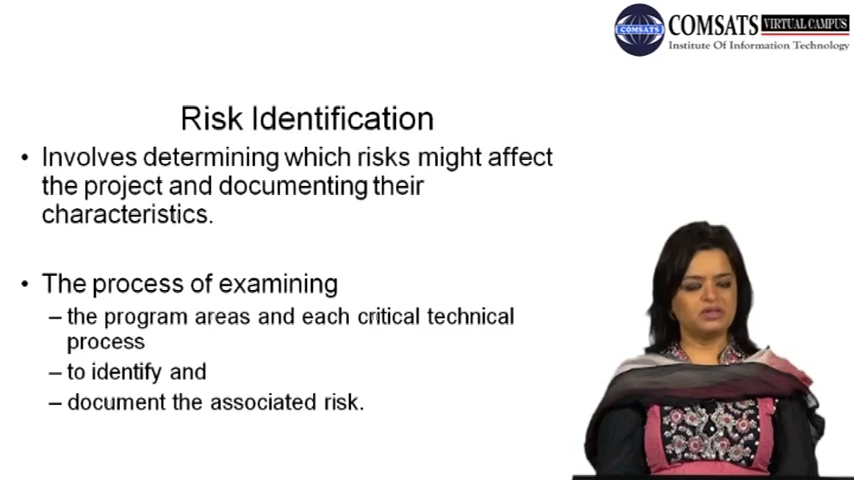 COMSATS VIRTUAL CAMPUS
COMSATS
Institute Of Information Technology
Risk Identification
• Involves determining which risks might affect
the project and documenting their
characteristics.
• The process of examining
– the program areas and each critical technical
process
– to identify and
– document the associated risk.